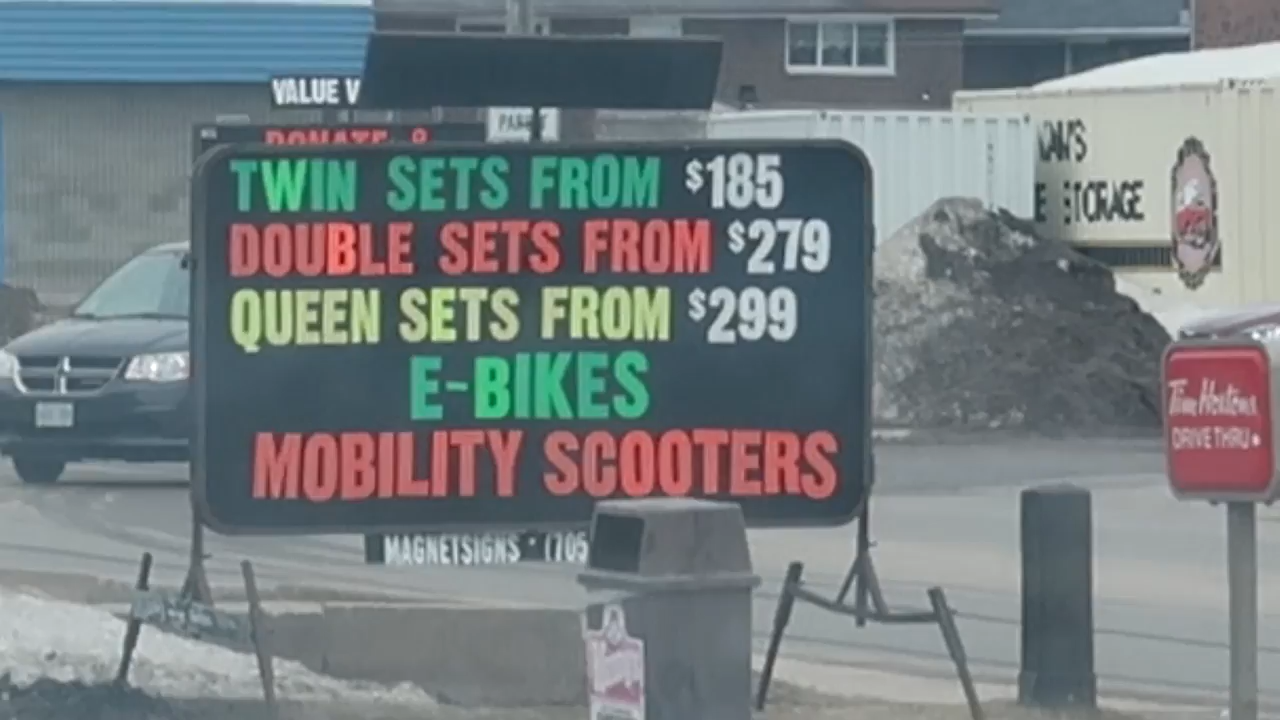 VALUE V
DONATE &
TWIN SETS FROM $185
DOUBLE SETS FROM $279
QUEEN SETS FROM $299
E-BIKES
MOBILITY SCOOTERS
MAGNETSIGNS * (705
STORAGE
Tim Hortons
DRIVE THRU